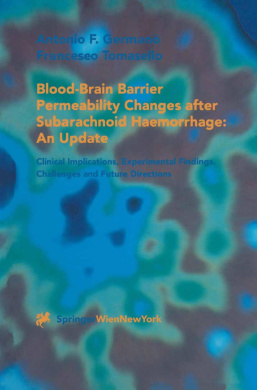 Antonio F. Germanò
Francesco Tomasello
Blood-Brain Barrier
Permeability Changes after
Subarachnoid Haemorrhage:
An Update
Clinical Implications, Experimental Findings,
Challenges and Future Directions
SpringerWienNewYork